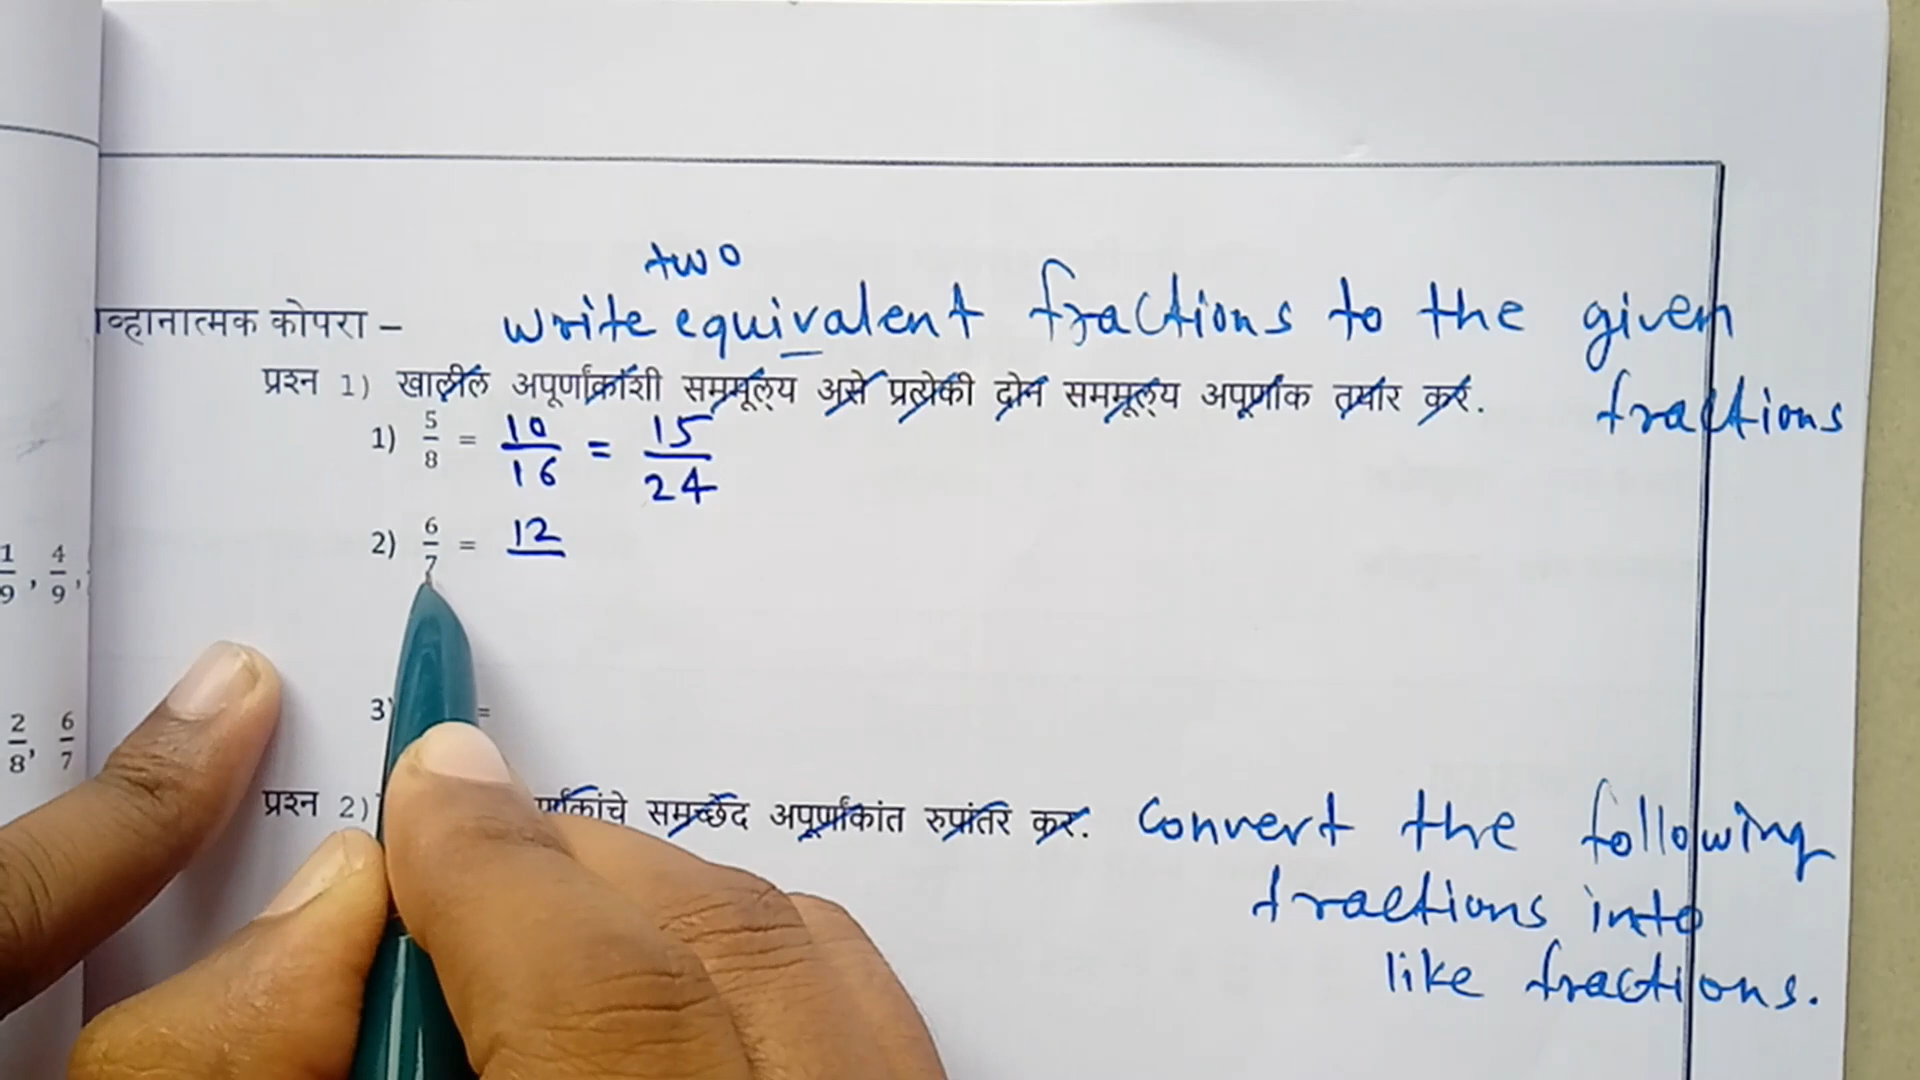 two
write equivalent fractions to the given
व्हानात्मक कोपरा –
प्रश्न 1) खालील अपूर्णांकांशी सममूल्य असे प्रत्येकी दोन सममूल्य अपूर्णांक तयार कर.
fractions
1) 5/8 = 10/16 = 15/24
2) 6/7 = 12
1/9, 4/9,
3) =
2/8, 6/7
प्रश्न 2) समच्छेद अपूर्णांकांत रुपांतर कर. Convert the following
fractions into
like fractions.